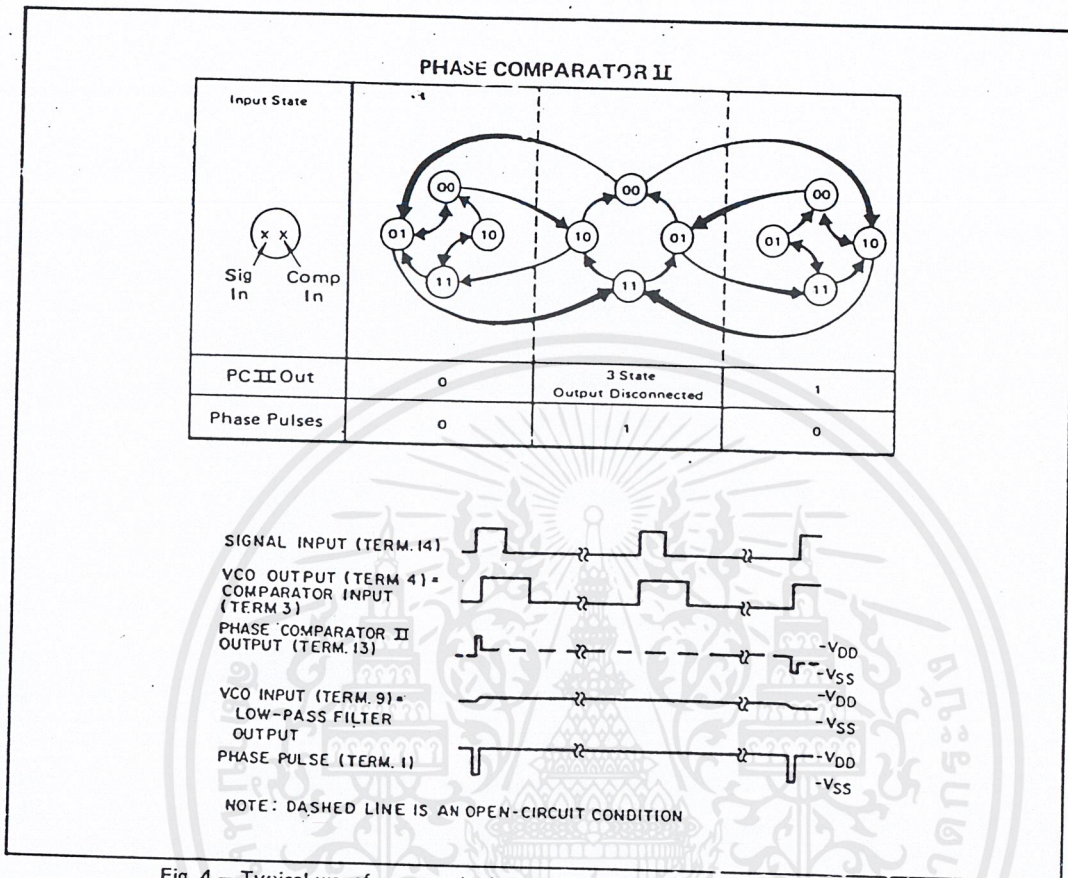 PHASE COMPARATOR II
Input State
00
00
00
01
10
10
01
01
10
11
11
11
x x
Sig In
Comp In
PC II Out
0
3 State
Output Disconnected
1
Phase Pulses
0
1
0
SIGNAL INPUT (TERM. 14)
VCO OUTPUT (TERM 4) =
COMPARATOR INPUT
(TERM 3)
PHASE COMPARATOR II
OUTPUT (TERM. 13)
-VDD
-VSS
VCO INPUT (TERM. 9) =
LOW-PASS FILTER
OUTPUT
-VDD
-VSS
PHASE PULSE (TERM. 1)
-VDD
-VSS
NOTE: DASHED LINE IS AN OPEN-CIRCUIT CONDITION